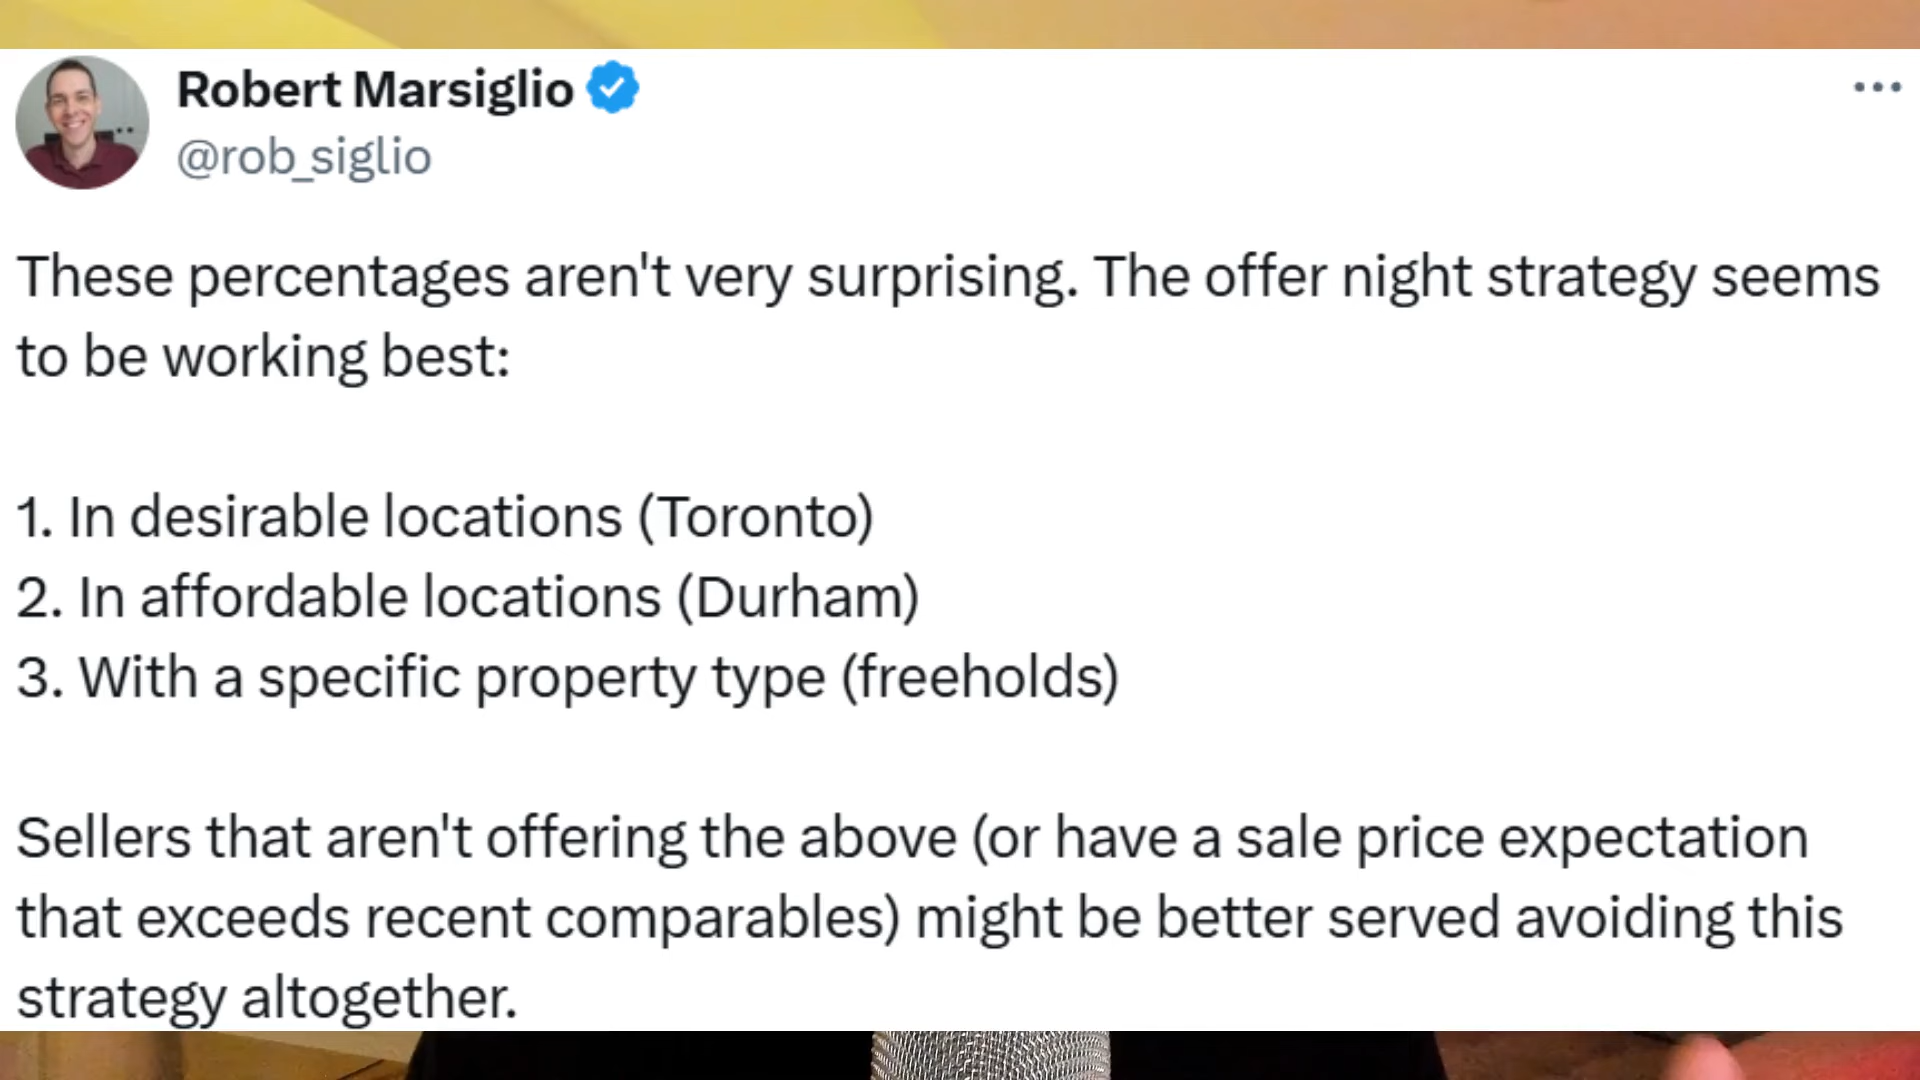 Robert Marsiglio
@rob_siglio
These percentages aren't very surprising. The offer night strategy seems
to be working best:
1. In desirable locations (Toronto)
2. In affordable locations (Durham)
3. With a specific property type (freeholds)
Sellers that aren't offering the above (or have a sale price expectation
that exceeds recent comparables) might be better served avoiding this
strategy altogether.